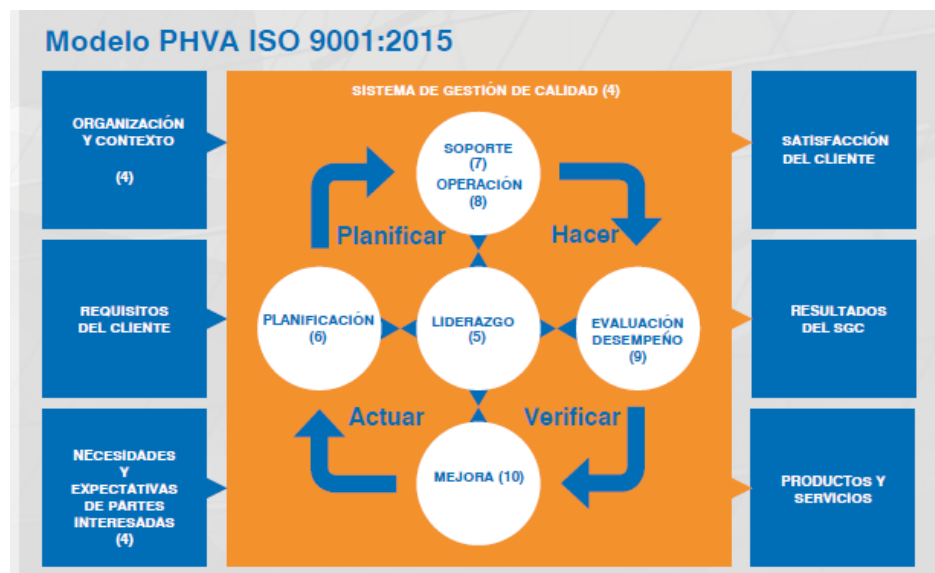 Modelo PHVA ISO 9001:2015
ORGANIZACIÓN
Y CONTEXTO
(4)
REQUISITOS
DEL CLIENTE
NECESIDADES
Y
EXPECTATIVAS
DE PARTES
INTERESADAS
(4)
SISTEMA DE GESTIÓN DE CALIDAD (4)
SOPORTE
(7)
OPERACIÓN
(8)
Planificar
Hacer
PLANIFICACIÓN
(6)
LIDERAZGO
(5)
EVALUACIÓN
DESEMPEÑO
(9)
Actuar
Verificar
MEJORA (10)
SATISFACCIÓN
DEL CLIENTE
RESULTADOS
DEL SGC
PRODUCTOS Y
SERVICIOS